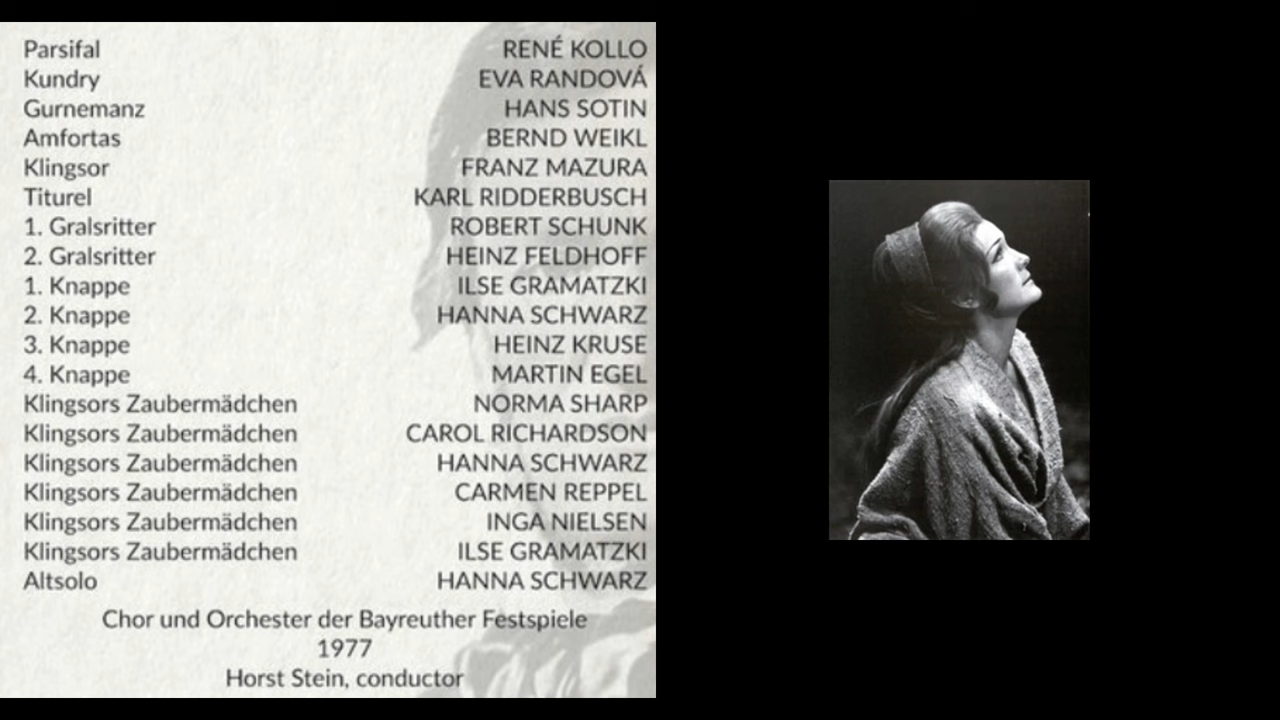 Parsifal RENÉ KOLLO
Kundry EVA RANDOVÁ
Gurnemanz HANS SOTIN
Amfortas BERND WEIKL
Klingsor FRANZ MAZURA
Titurel KARL RIDDERBUSCH
1. Gralsritter ROBERT SCHUNK
2. Gralsritter HEINZ FELDHOFF
1. Knappe ILSE GRAMATZKI
2. Knappe HANNA SCHWARZ
3. Knappe HEINZ KRUSE
4. Knappe MARTIN EGEL
Klingsors Zaubermädchen NORMA SHARP
Klingsors Zaubermädchen CAROL RICHARDSON
Klingsors Zaubermädchen HANNA SCHWARZ
Klingsors Zaubermädchen CARMEN REPPEL
Klingsors Zaubermädchen INGA NIELSEN
Klingsors Zaubermädchen ILSE GRAMATZKI
Altsolo HANNA SCHWARZ
Chor und Orchester der Bayreuther Festspiele
1977
Horst Stein, conductor